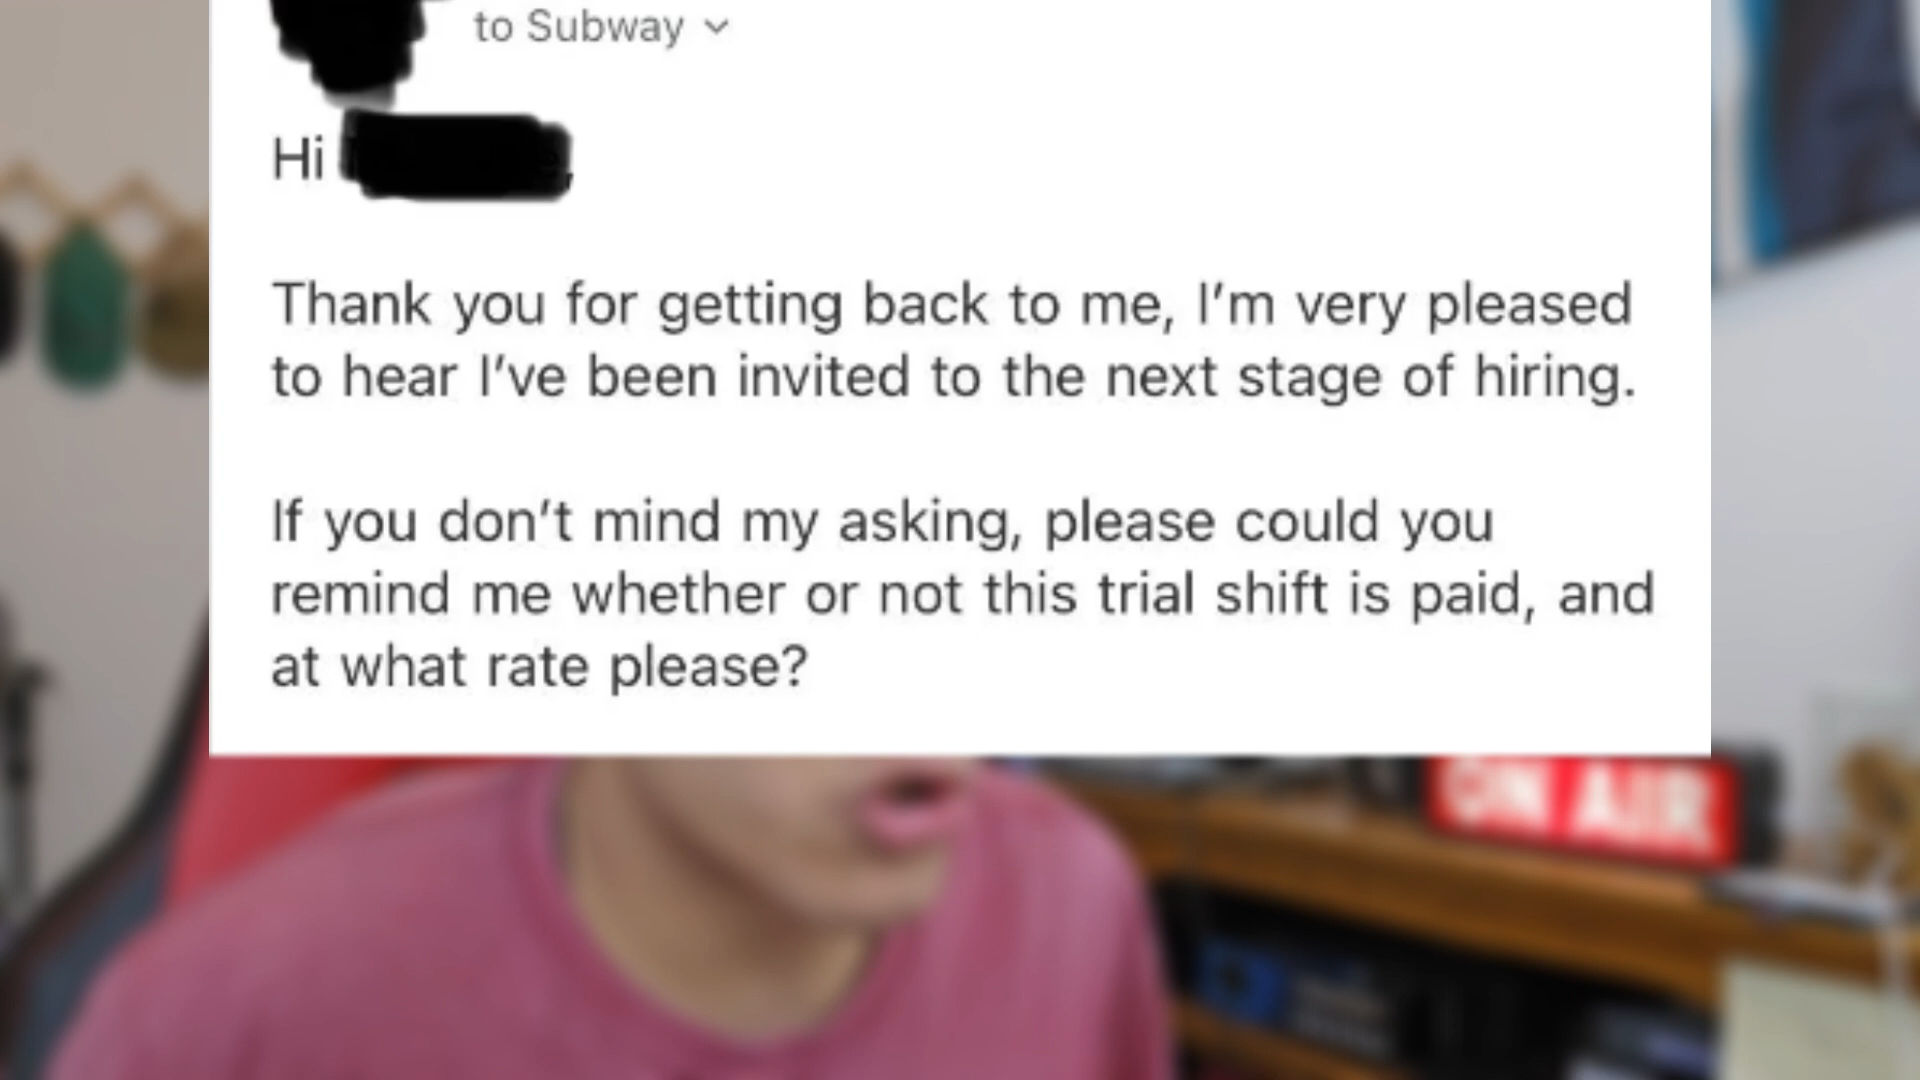 to Subway
Hi
Thank you for getting back to me, I'm very pleased
to hear I've been invited to the next stage of hiring.
If you don't mind my asking, please could you
remind me whether or not this trial shift is paid, and
at what rate please?
ON AIR